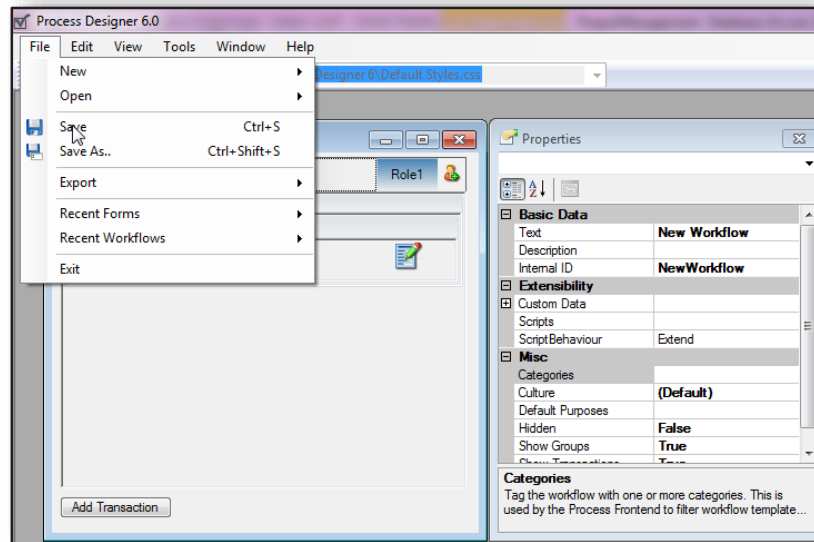 Process Designer 6.0
File Edit View Tools Window Help
Designer 6\Default Styles.css
New
Open
Save Ctrl+S
Save As.. Ctrl+Shift+S
Export
Recent Forms
Recent Workflows
Exit
Role1
Add Transaction
Properties
Basic Data
Text New Workflow
Description
Internal ID NewWorkflow
Extensibility
Custom Data
Scripts
ScriptBehaviour Extend
Misc
Categories
Culture (Default)
Default Purposes
Hidden False
Show Groups True
Show Transactions True
Categories
Tag the workflow with one or more categories. This is
used by the Process Frontend to filter workflow template...